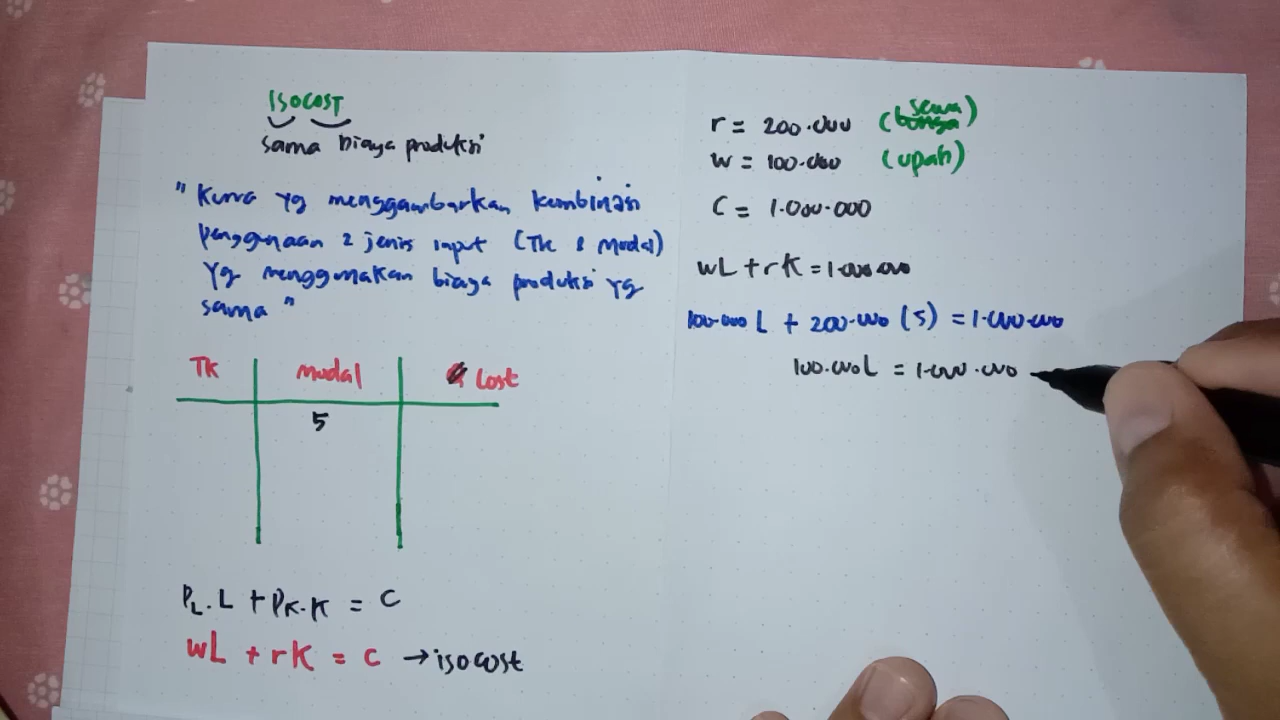 ISOCOST
sama biaya produksi
" Kurva yg menggambarkan kombinasi
penggunaan 2 jenis input (Tk & Modal)
Yg menggunakan biaya produksi yg
sama "
TK modal Cost
5
PL.L + PK.K = C
wL + rK = C → isocost
r = 200.000 (sewa bunga)
w = 100.000 (upah)
C = 1.000.000
wL + rK = 1.000.000
100.000 L + 200.000 (5) = 1.000.000
100.000L = 1.000.000